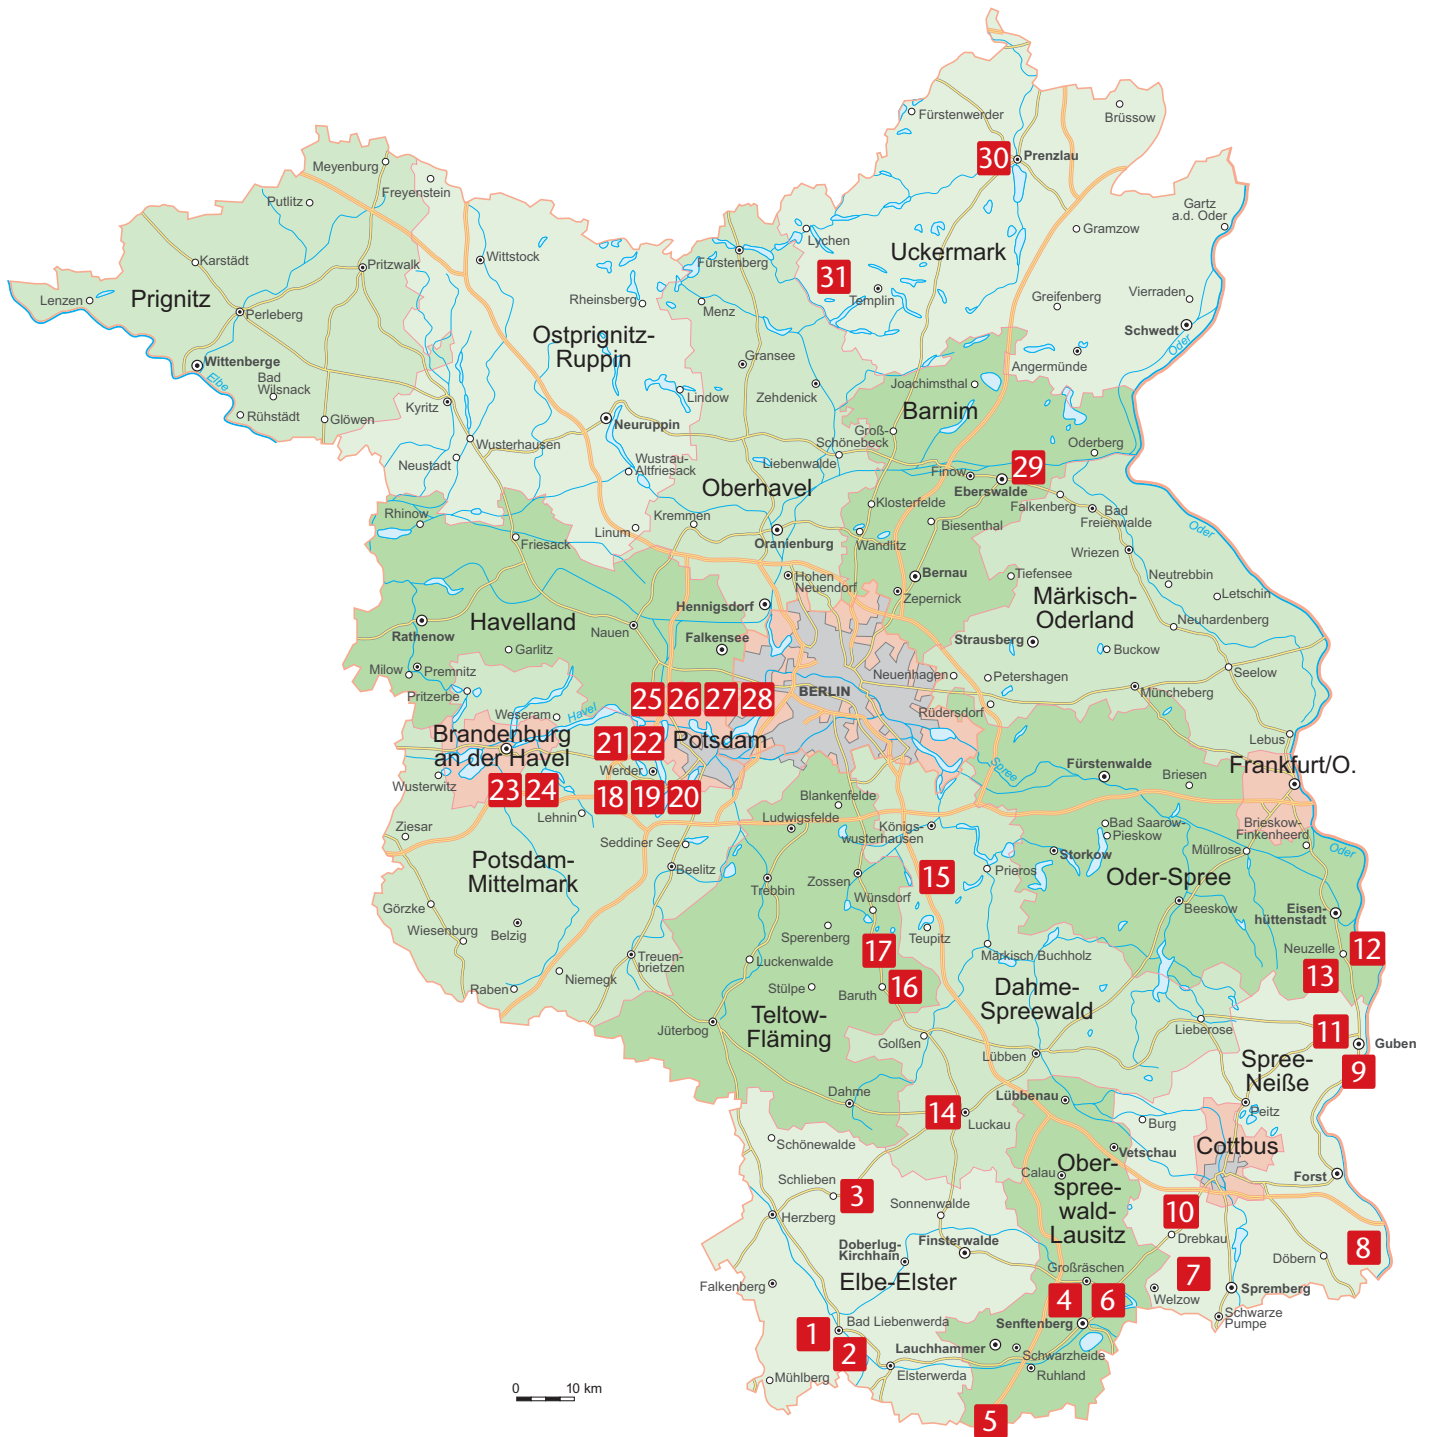 Fürstenwerder
Brüssow
30
Prenzlau
Meyenburg
Freyenstein
Putlitz
Gartz
a.d. Oder
Gramzow
Lychen
Uckermark
Wittstock
Karstädt
Pritzwalk
Fürstenberg
31
Templin
Greifenberg
Vierraden
Lenzen
Prignitz
Rheinsberg
Menz
Perleberg
Schwedt
Oder
Ostprignitz-
Ruppin
Gransee
Angermünde
Wittenberge
Elbe
Bad
Wilsnack
Joachimsthal
Zehdenick
Lindow
Rühstädt
Glöwen
Kyritz
Barnim
Neuruppin
Groß-
Schönebeck
Oderberg
Wusterhausen
Neustadt
Wustrau-
Altfriesack
Liebenwalde
Finow
29
Oberhavel
Eberswalde
Falkenberg
Klosterfelde
Bad
Freienwalde
Rhinow
Kremmen
Biesenthal
Linum
Oder
Friesack
Oranienburg
Wandlitz
Wriezen
Hohen
Neuendorf
Bernau
Tiefensee
Neutrebbin
Zepernick
Märkisch-
Oderland
Letschin
Hennigsdorf
Havelland
Neuhardenberg
Rathenow
Nauen
Falkensee
Strausberg
Garlitz
Buckow
Milow
Premnitz
Neuenhagen
Petershagen
Seelow
Pritzerbe
25
26
27
28
BERLIN
Müncheberg
Weseram
Havel
Rüdersdorf
Brandenburg
an der Havel
21
22
Potsdam
Lebus
Werder
Spree
Fürstenwalde
Briesen
Frankfurt/O.
Wusterwitz
23
24
18
19
20
Lehnin
Blankenfelde
Ludwigsfelde
Ziesar
Königs-
wusterhausen
Bad Saarow-
Pieskow
Brieskow-
Finkenheerd
Seddiner See
Storkow
Müllrose
Oder
Potsdam-
Mittelmark
Beelitz
Zossen
15
Prieros
Oder-Spree
Trebbin
Görzke
Wünsdorf
Beeskow
Eisen-
hüttenstadt
Wiesenburg
Belzig
Sperenberg
Teupitz
17
Märkisch Buchholz
Neuzelle
12
Treuen-
brietzen
Luckenwalde
13
Niemegk
Raben
Stülpe
Baruth
16
Dahme-
Spreewald
Teltow-
Fläming
Jüterbog
Lieberose
11
Golßen
Guben
Lübben
Spree-
Neiße
9
Dahme
Lübbenau
14
Luckau
Peitz
Burg
Schönewalde
Cottbus
Vetschau
Ober-
spree-
wald-
Lausitz
Calau
Forst
Schlieben
3
Sonnenwalde
Herzberg
10
Drebkau
Doberlug-
Kirchhain
Finsterwalde
Döbern
8
Elbe-Elster
Großräschen
7
Falkenberg
4
6
Welzow
Spremberg
Schwarze
Pumpe
1
Bad Liebenwerda
Senftenberg
2
Lauchhammer
Schwarzheide
Mühlberg
Elsterwerda
Ruhland
0
10 km
5